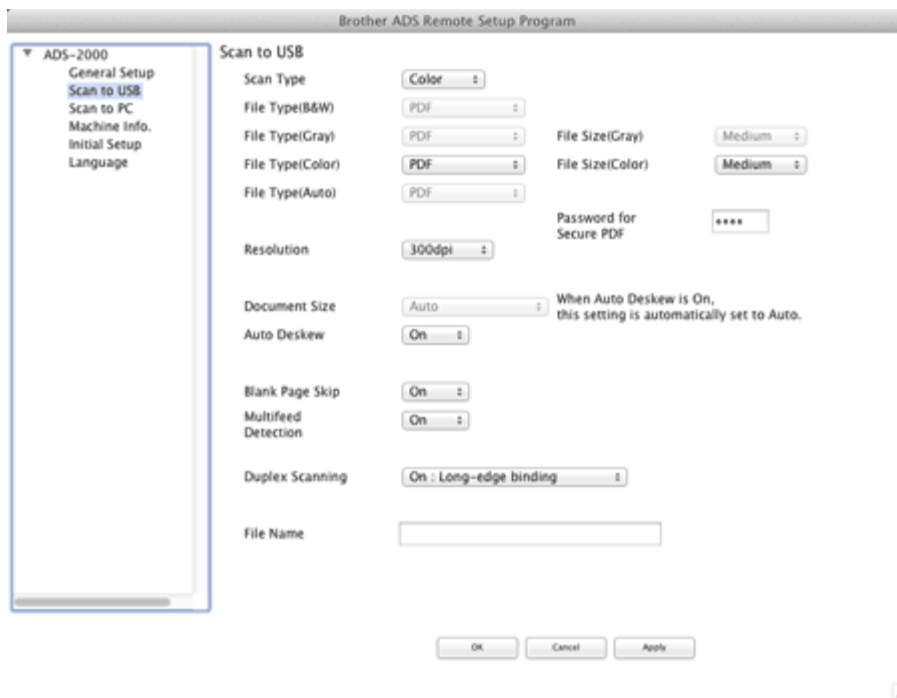 Brother ADS Remote Setup Program
ADS-2000
General Setup
Scan to USB
Scan to PC
Machine Info.
Initial Setup
Language
Scan to USB
Scan Type Color
File Type(B&W) PDF
File Type(Gray) PDF File Size(Gray) Medium
File Type(Color) PDF File Size(Color) Medium
File Type(Auto) PDF
Password for
Secure PDF ****
Resolution 300dpi
Document Size Auto When Auto Deskew is On,
this setting is automatically set to Auto.
Auto Deskew On
Blank Page Skip On
Multifeed
Detection On
Duplex Scanning On : Long-edge binding
File Name
OK Cancel Apply